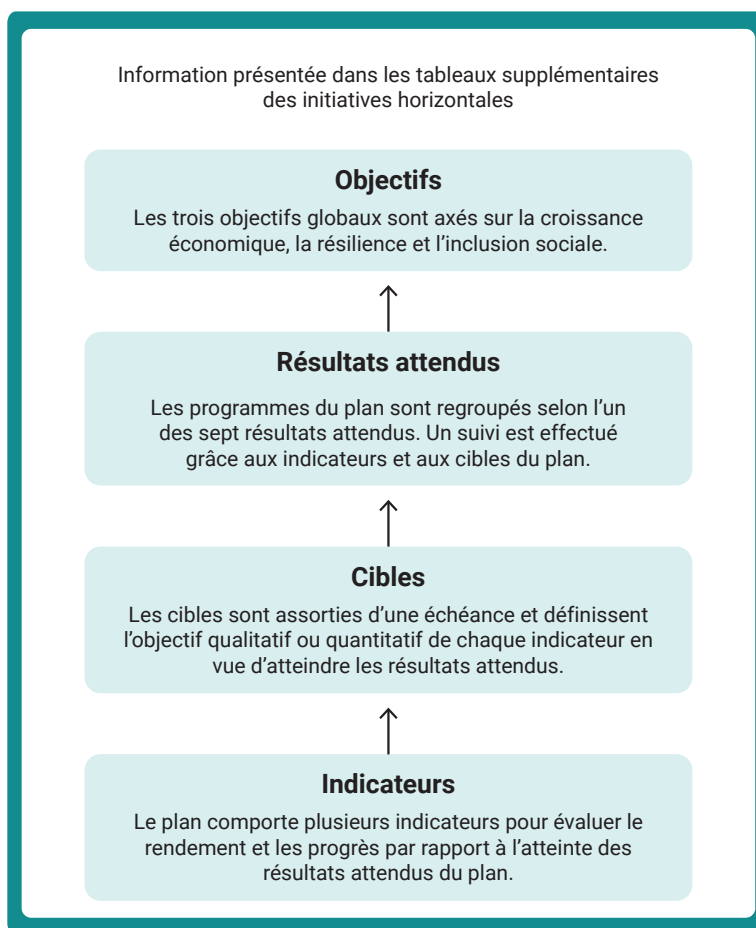 Information présentée dans les tableaux supplémentaires
des initiatives horizontales
Objectifs
Les trois objectifs globaux sont axés sur la croissance
économique, la résilience et l’inclusion sociale.
Résultats attendus
Les programmes du plan sont regroupés selon l’un
des sept résultats attendus. Un suivi est effectué
grâce aux indicateurs et aux cibles du plan.
Cibles
Les cibles sont assorties d’une échéance et définissent
l’objectif qualitatif ou quantitatif de chaque indicateur en
vue d’atteindre les résultats attendus.
Indicateurs
Le plan comporte plusieurs indicateurs pour évaluer le
rendement et les progrès par rapport à l’atteinte des
résultats attendus du plan.